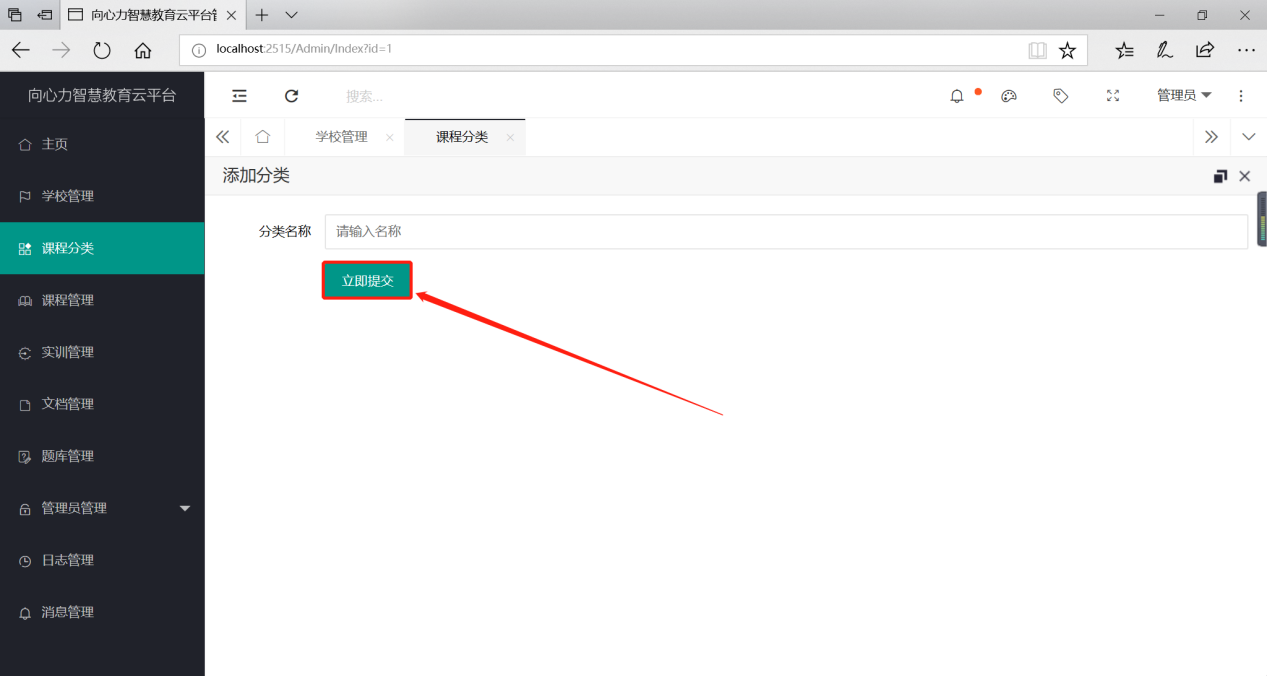 向心力智慧教育云平台管
localhost:2515/Admin/Index?id=1
向心力智慧教育云平台
搜索...
管理员
主页
学校管理
课程分类
课程管理
实训管理
文档管理
题库管理
管理员管理
日志管理
消息管理
学校管理
课程分类
添加分类
分类名称
请输入名称
立即提交